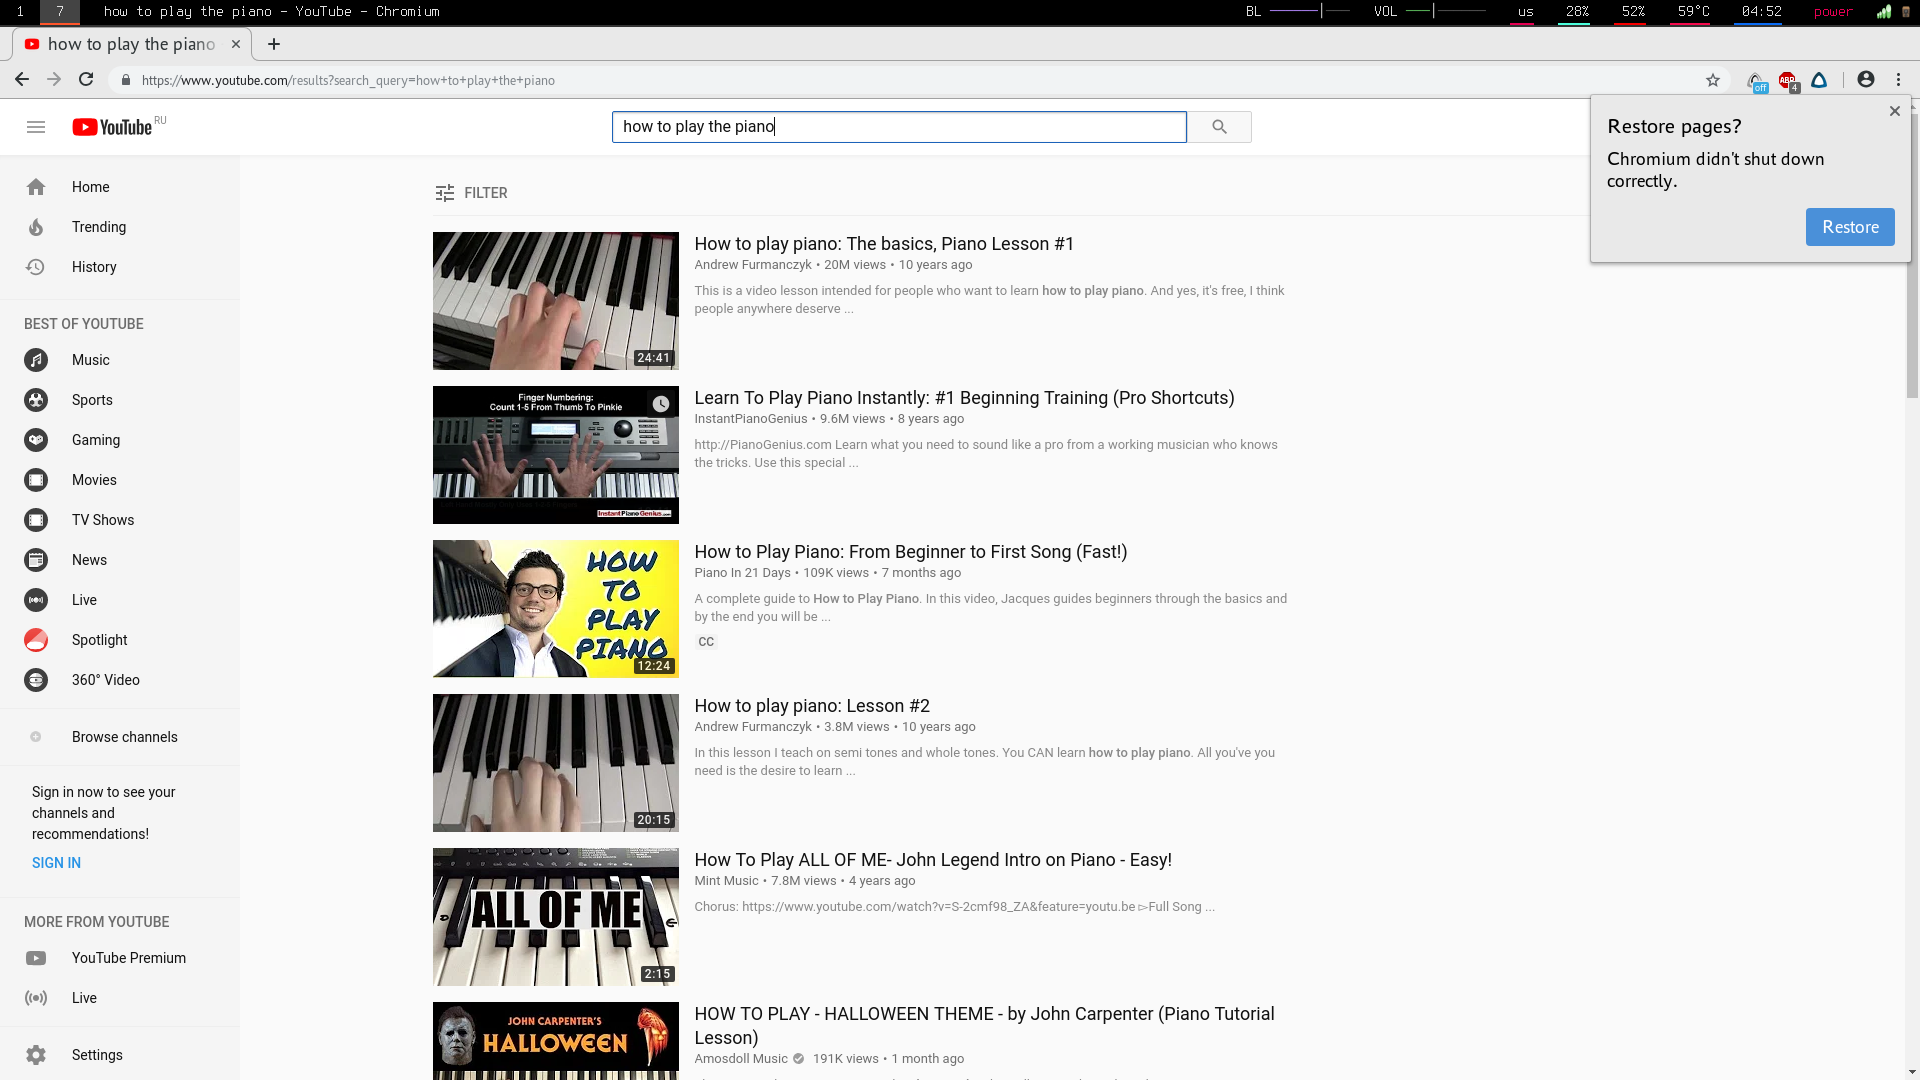 1 7 how to play the piano - YouTube - Chromium BL VOL us 28% 52% 59°C 04:52 power
how to play the piano
https://www.youtube.com/results?search_query=how+to+play+the+piano off ABP 4
YouTube RU
how to play the piano
Restore pages?
Chromium didn't shut down
correctly.
Restore
Home
Trending
History
BEST OF YOUTUBE
Music
Sports
Gaming
Movies
TV Shows
News
Live
Spotlight
360° Video
Browse channels
Sign in now to see your
channels and
recommendations!
SIGN IN
MORE FROM YOUTUBE
YouTube Premium
Live
Settings
FILTER
24:41
How to play piano: The basics, Piano Lesson #1
Andrew Furmanczyk • 20M views • 10 years ago
This is a video lesson intended for people who want to learn how to play piano. And yes, it's free, I think
people anywhere deserve ...
Finger Numbering:
Count 1-5 From Thumb To Pinkie
InstantPianoGenius.com
Learn To Play Piano Instantly: #1 Beginning Training (Pro Shortcuts)
InstantPianoGenius • 9.6M views • 8 years ago
http://PianoGenius.com Learn what you need to sound like a pro from a working musician who knows
the tricks. Use this special ...
HOW
TO
PLAY
PIANO
12:24
How to Play Piano: From Beginner to First Song (Fast!)
Piano In 21 Days • 109K views • 7 months ago
A complete guide to How to Play Piano. In this video, Jacques guides beginners through the basics and
by the end you will be ...
CC
20:15
How to play piano: Lesson #2
Andrew Furmanczyk • 3.8M views • 10 years ago
In this lesson I teach on semi tones and whole tones. You CAN learn how to play piano. All you've you
need is the desire to learn ...
ALL OF ME
2:15
How To Play ALL OF ME- John Legend Intro on Piano - Easy!
Mint Music • 7.8M views • 4 years ago
Chorus: https://www.youtube.com/watch?v=S-2cmf98_ZA&feature=youtu.be ▻Full Song ...
JOHN CARPENTER'S
HALLOWEEN
HOW TO PLAY - HALLOWEEN THEME - by John Carpenter (Piano Tutorial
Lesson)
Amosdoll Music 191K views • 1 month ago